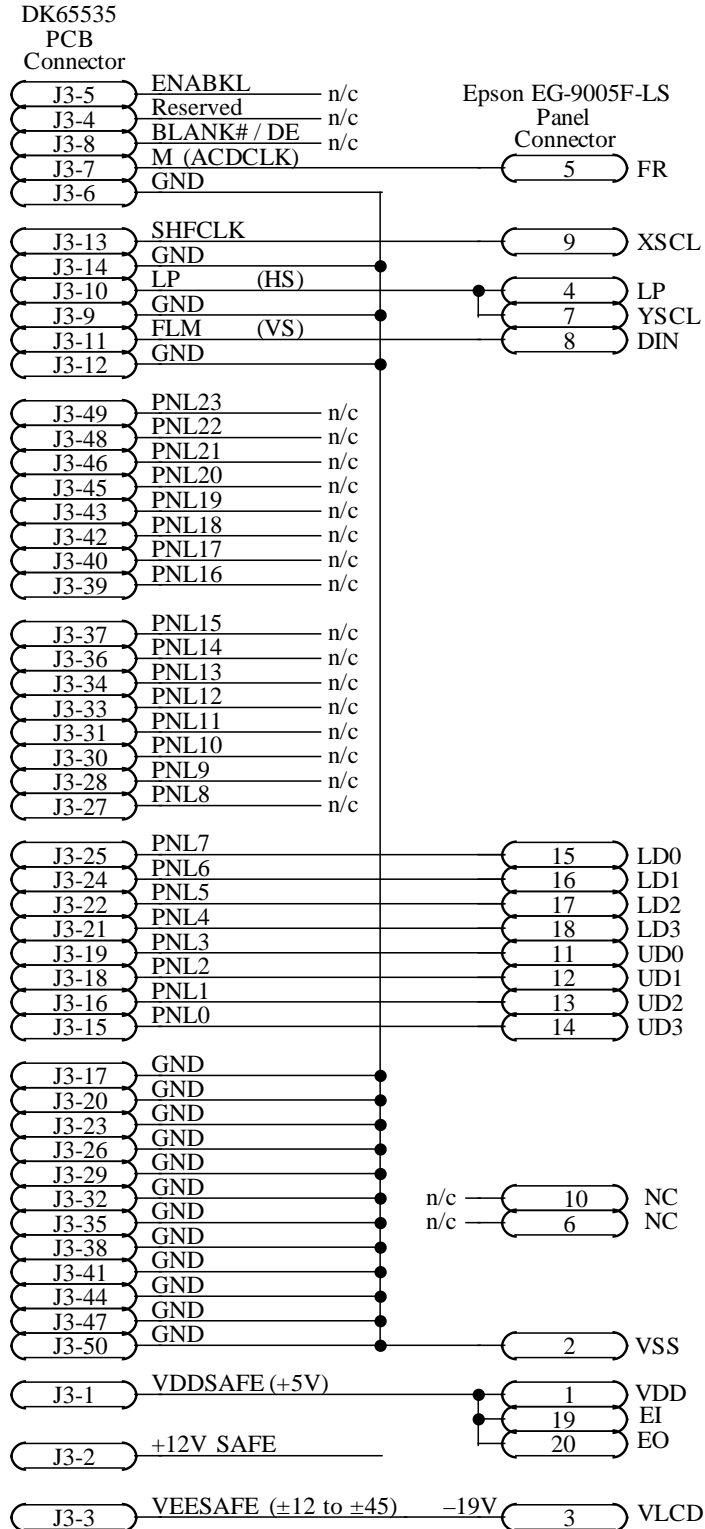 DK65535
PCB
Connector
Epson EG-9005F-LS
Panel
Connector
J3-5 ENABKL n/c
J3-4 Reserved n/c
J3-8 BLANK# / DE n/c
J3-7 M (ACDCLK) 5 FR
J3-6 GND
J3-13 SHFCLK 9 XSCL
J3-14 GND
J3-10 LP (HS) 4 LP
J3-9 GND 7 YSCL
J3-11 FLM (VS) 8 DIN
J3-12 GND
J3-49 PNL23 n/c
J3-48 PNL22 n/c
J3-46 PNL21 n/c
J3-45 PNL20 n/c
J3-43 PNL19 n/c
J3-42 PNL18 n/c
J3-40 PNL17 n/c
J3-39 PNL16 n/c
J3-37 PNL15 n/c
J3-36 PNL14 n/c
J3-34 PNL13 n/c
J3-33 PNL12 n/c
J3-31 PNL11 n/c
J3-30 PNL10 n/c
J3-28 PNL9 n/c
J3-27 PNL8 n/c
J3-25 PNL7 15 LD0
J3-24 PNL6 16 LD1
J3-22 PNL5 17 LD2
J3-21 PNL4 18 LD3
J3-19 PNL3 11 UD0
J3-18 PNL2 12 UD1
J3-16 PNL1 13 UD2
J3-15 PNL0 14 UD3
J3-17 GND
J3-20 GND
J3-23 GND
J3-26 GND
J3-29 GND
J3-32 GND n/c 10 NC
J3-35 GND n/c 6 NC
J3-38 GND
J3-41 GND
J3-44 GND
J3-47 GND
J3-50 GND 2 VSS
J3-1 VDDSAFE (+5V) 1 VDD
19 EI
20 EO
J3-2 +12V SAFE
J3-3 VEESAFE (±12 to ±45) –19V 3 VLCD